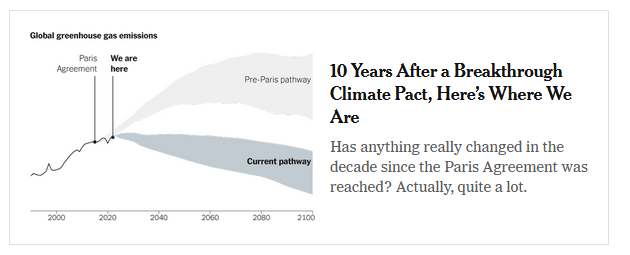 Global greenhouse gas emissions
Paris
Agreement
We are
here
Pre-Paris pathway
Current pathway
2000
2020
2040
2060
2080
2100
10 Years After a Breakthrough
Climate Pact, Here’s Where We
Are
Has anything really changed in the
decade since the Paris Agreement was
reached? Actually, quite a lot.